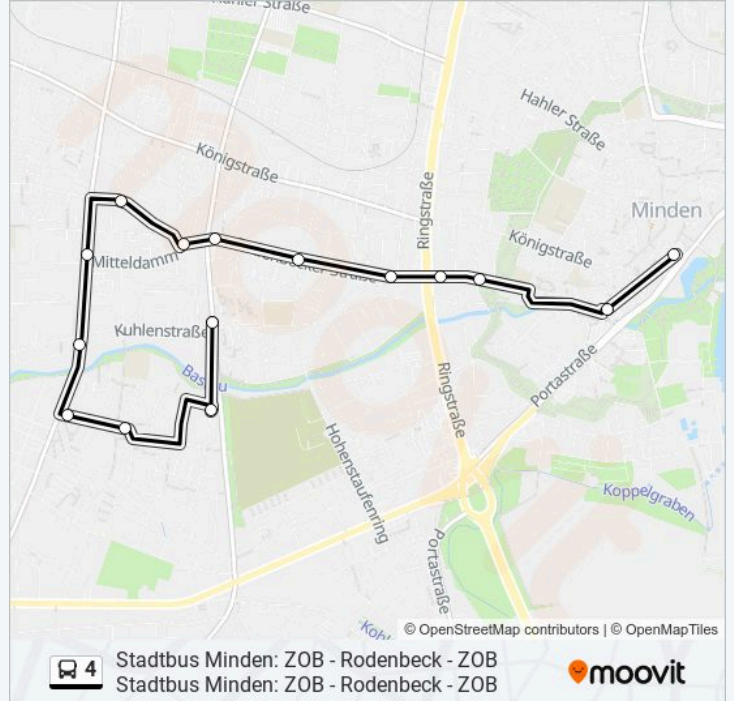 Hahler Straße
Hahler Straße
Königstraße
Ringstraße
Minden
Königstraße
Mitteldamm
Kuhlenstraße
Bastau
Portastraße
Ringstraße
Hohenstaufenring
Koppelgraben
Portastraße
© OpenStreetMap contributors | © OpenMapTiles
4
Stadtbus Minden: ZOB - Rodenbeck - ZOB
Stadtbus Minden: ZOB - Rodenbeck - ZOB
moovit